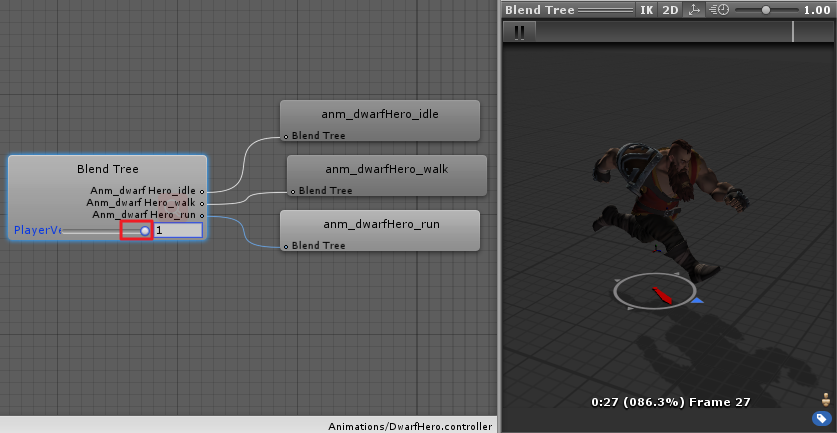 Blend Tree IK 2D 1.00
anm_dwarfHero_idle
Blend Tree
anm_dwarfHero_walk
Blend Tree
anm_dwarfHero_run
Blend Tree
Blend Tree
Anm_dwarf Hero_idle
Anm_dwarf Hero_walk
Anm_dwarf Hero_run
PlayerVe 1
0:27 (086.3%) Frame 27
Animations/DwarfHero.controller